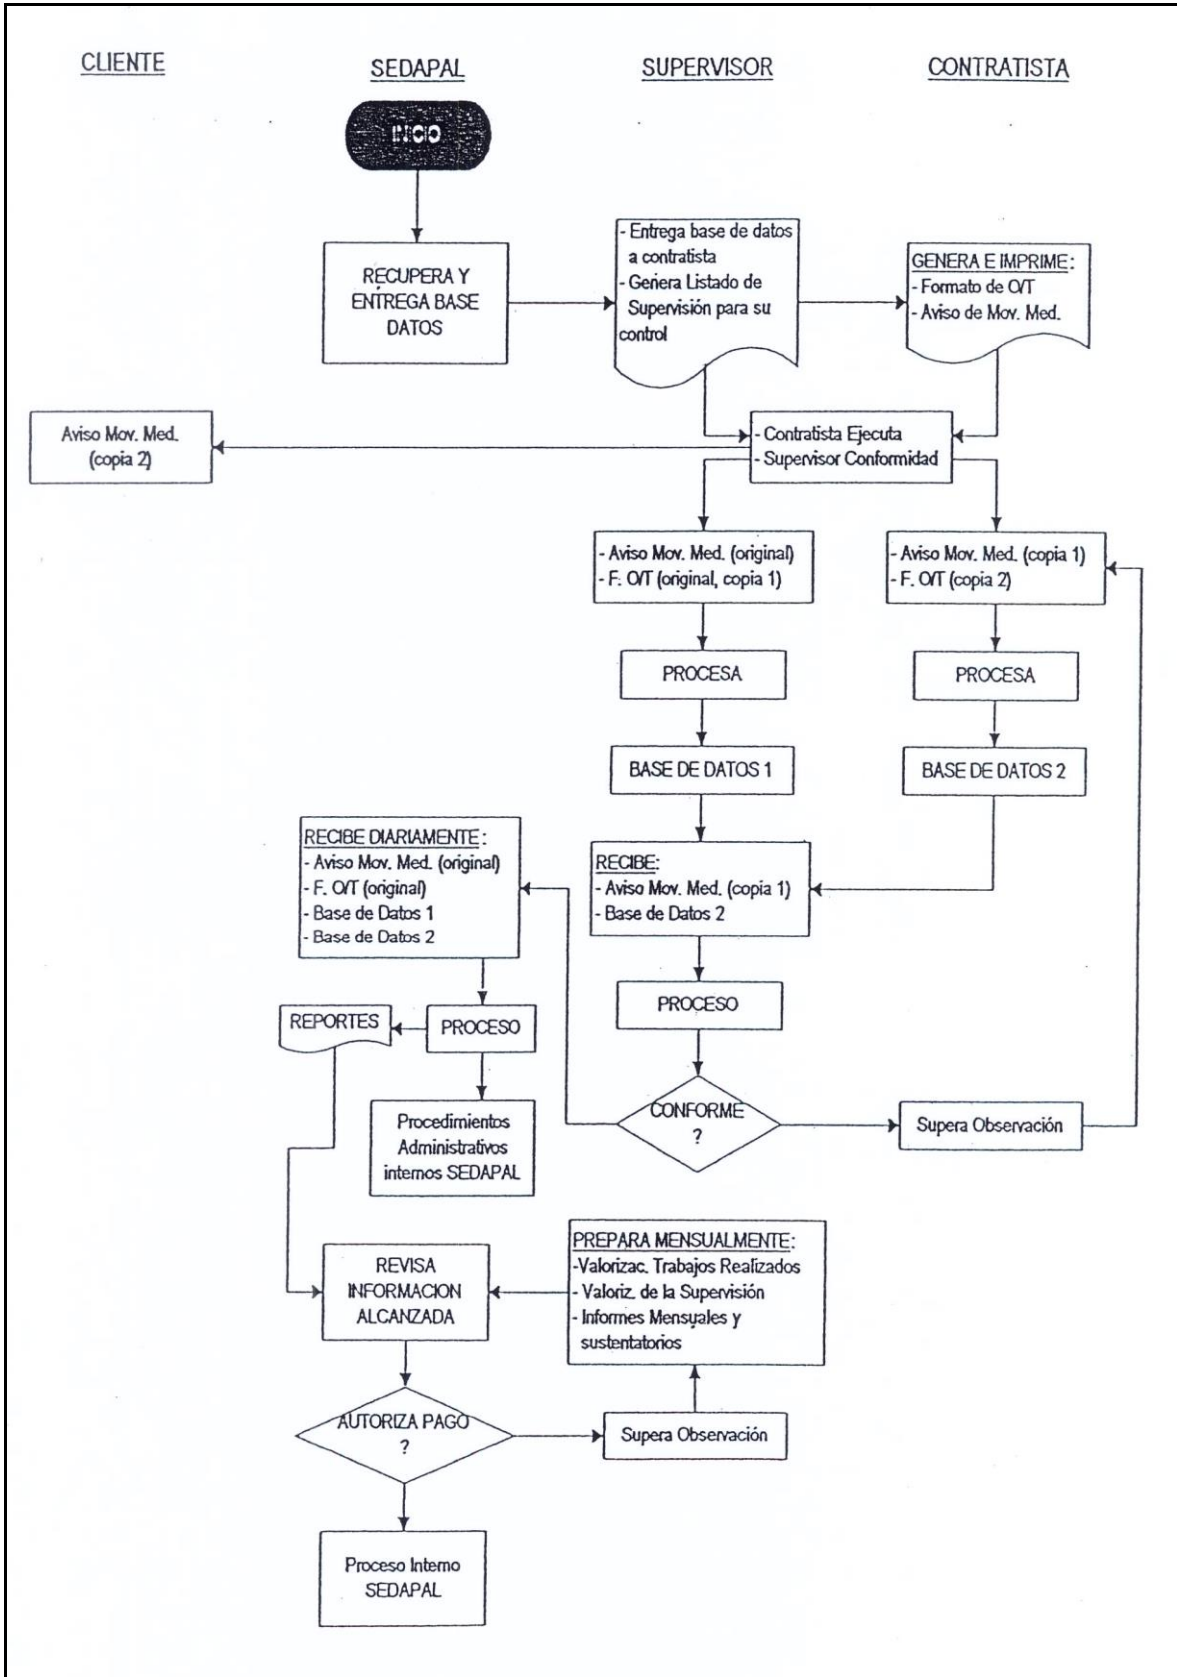 CLIENTE
SEDAPAL
SUPERVISOR
CONTRATISTA
INICIO
RECUPERA Y
ENTREGA BASE
DATOS
- Entrega base de datos
a contratista
- Genera Listado de
Supervisión para su
control
GENERA E IMPRIME:
- Formato de O/T
- Aviso de Mov. Med.
Aviso Mov. Med.
(copia 2)
- Contratista Ejecuta
- Supervisor Conformidad
- Aviso Mov. Med. (original)
- F. O/T (original, copia 1)
- Aviso Mov. Med. (copia 1)
- F. O/T (copia 2)
PROCESA
PROCESA
BASE DE DATOS 1
BASE DE DATOS 2
RECIBE DIARIAMENTE:
- Aviso Mov. Med. (original)
- F. O/T (original)
- Base de Datos 1
- Base de Datos 2
RECIBE:
- Aviso Mov. Med. (copia 1)
- Base de Datos 2
REPORTES
PROCESO
PROCESO
Procedimientos
Administrativos
internos SEDAPAL
CONFORME
?
Supera Observación
REVISA
INFORMACION
ALCANZADA
PREPARA MENSUALMENTE:
-Valorizac. Trabajos Realizados
- Valoriz. de la Supervisión
- Informes Mensuales y
sustentatorios
AUTORIZA PAGO
?
Supera Observación
Proceso Interno
SEDAPAL